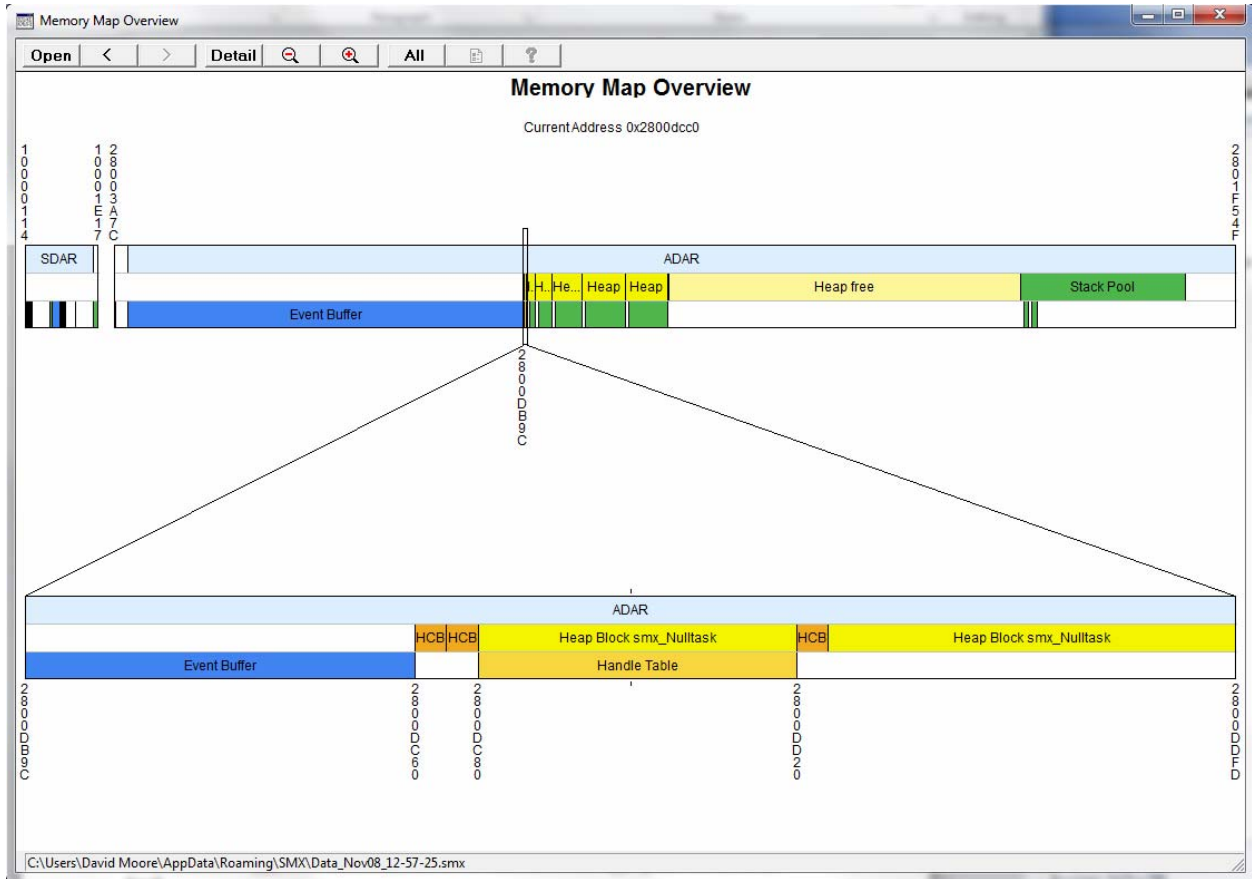 Memory Map Overview
Open < > Detail All ?
Memory Map Overview
Current Address 0x2800dcc0
10000114 10001E17 28003A7C 2801F54F
SDAR ADAR
H.. He... Heap Heap Heap free Stack Pool
Event Buffer
2800DB9C
ADAR
HCB HCB Heap Block smx_Nulltask HCB Heap Block smx_Nulltask
Event Buffer Handle Table
2800DB9C 2800DC60 2800DC80 2800DD20 2800DDFD
C:\Users\David Moore\AppData\Roaming\SMX\Data_Nov08_12-57-25.smx